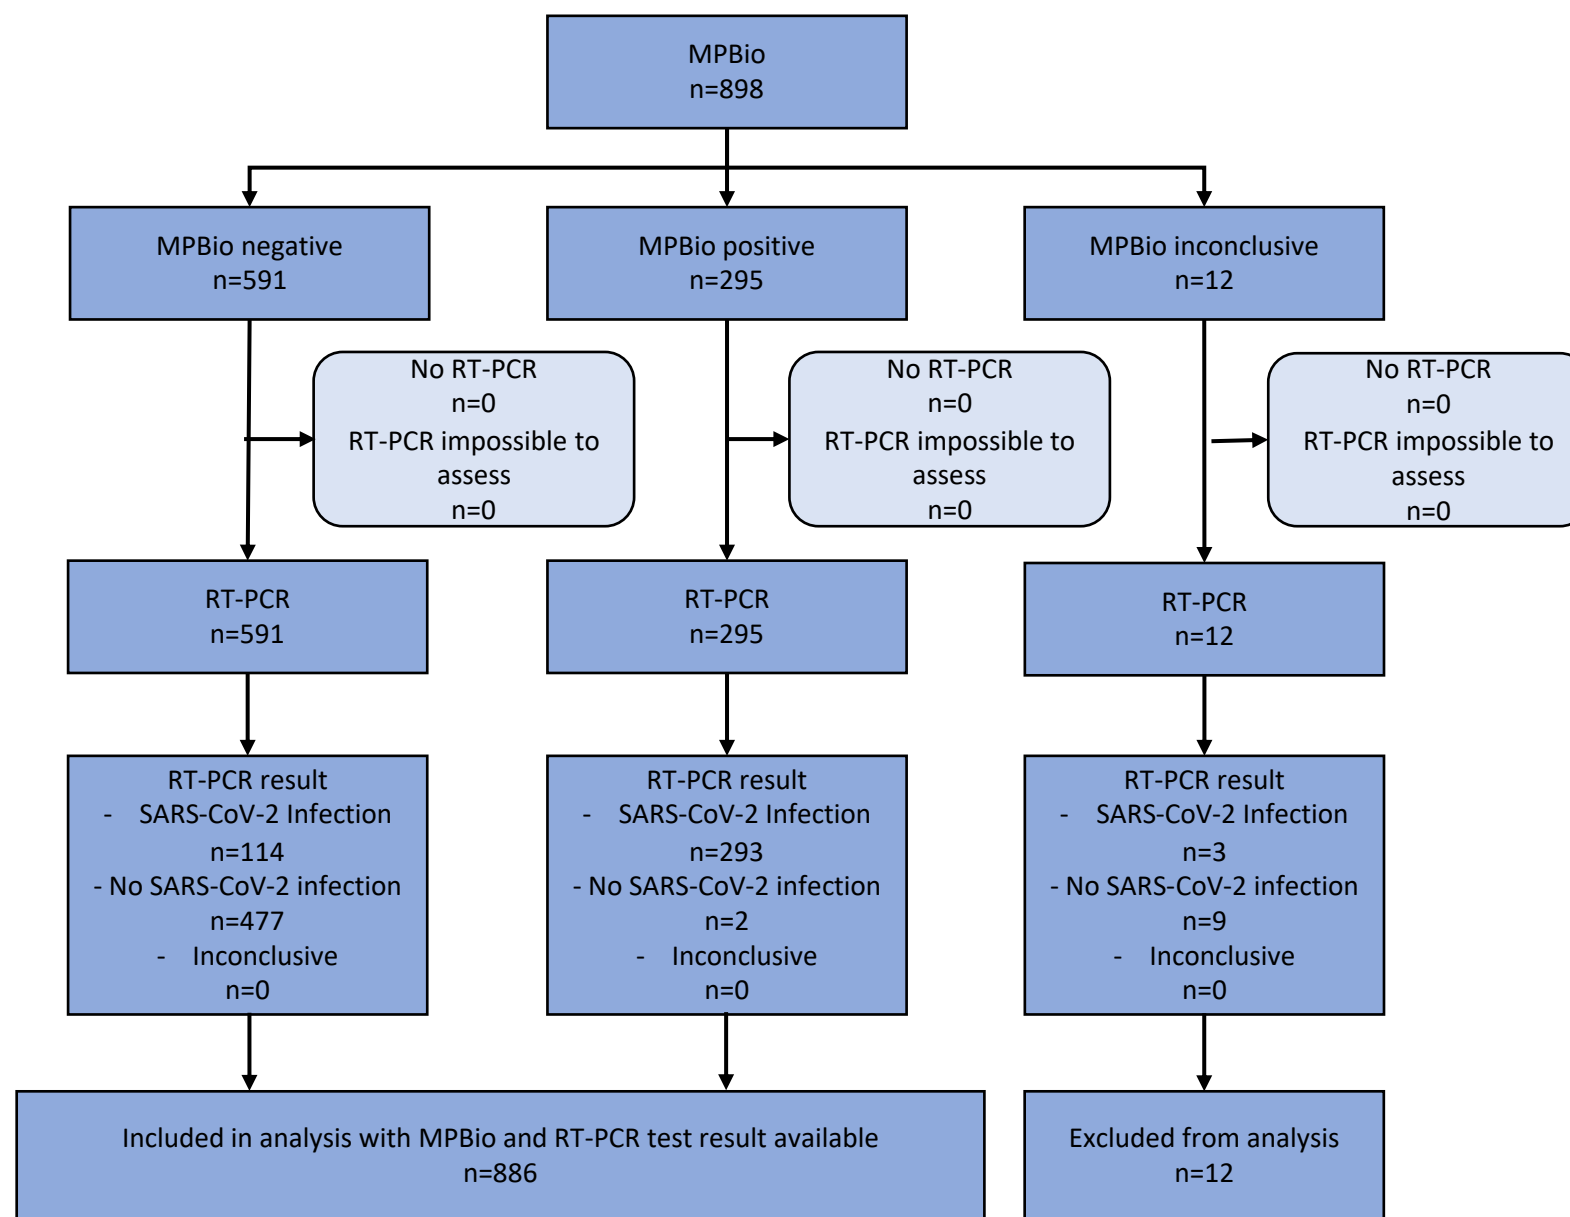 MPBio
n=898
MPBio negative
n=591
MPBio positive
n=295
MPBio inconclusive
n=12
No RT-PCR
n=0
RT-PCR impossible to
assess
n=0
No RT-PCR
n=0
RT-PCR impossible to
assess
n=0
No RT-PCR
n=0
RT-PCR impossible to
assess
n=0
RT-PCR
n=591
RT-PCR
n=295
RT-PCR
n=12
RT-PCR result
- SARS-CoV-2 Infection
n=114
- No SARS-CoV-2 infection
n=477
- Inconclusive
n=0
RT-PCR result
- SARS-CoV-2 Infection
n=293
- No SARS-CoV-2 infection
n=2
- Inconclusive
n=0
RT-PCR result
- SARS-CoV-2 Infection
n=3
- No SARS-CoV-2 infection
n=9
- Inconclusive
n=0
Included in analysis with MPBio and RT-PCR test result available
n=886
Excluded from analysis
n=12